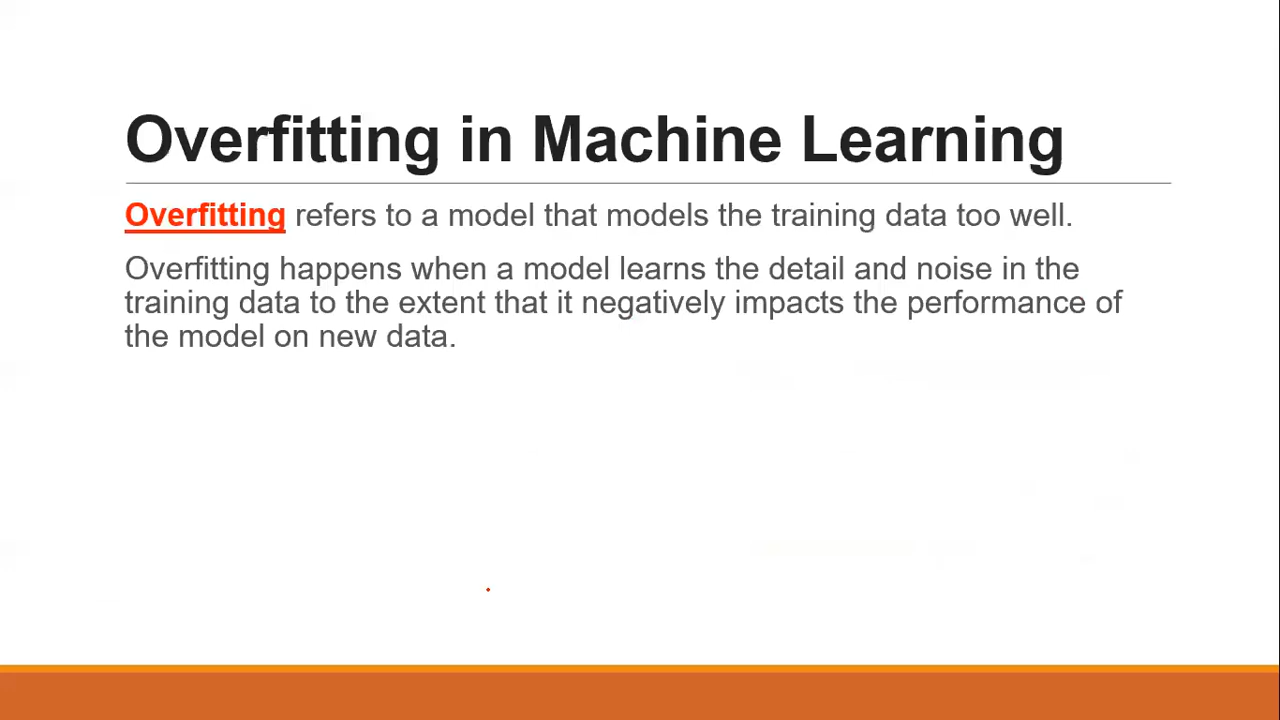 Overfitting in Machine Learning
Overfitting refers to a model that models the training data too well.
Overfitting happens when a model learns the detail and noise in the
training data to the extent that it negatively impacts the performance of
the model on new data.